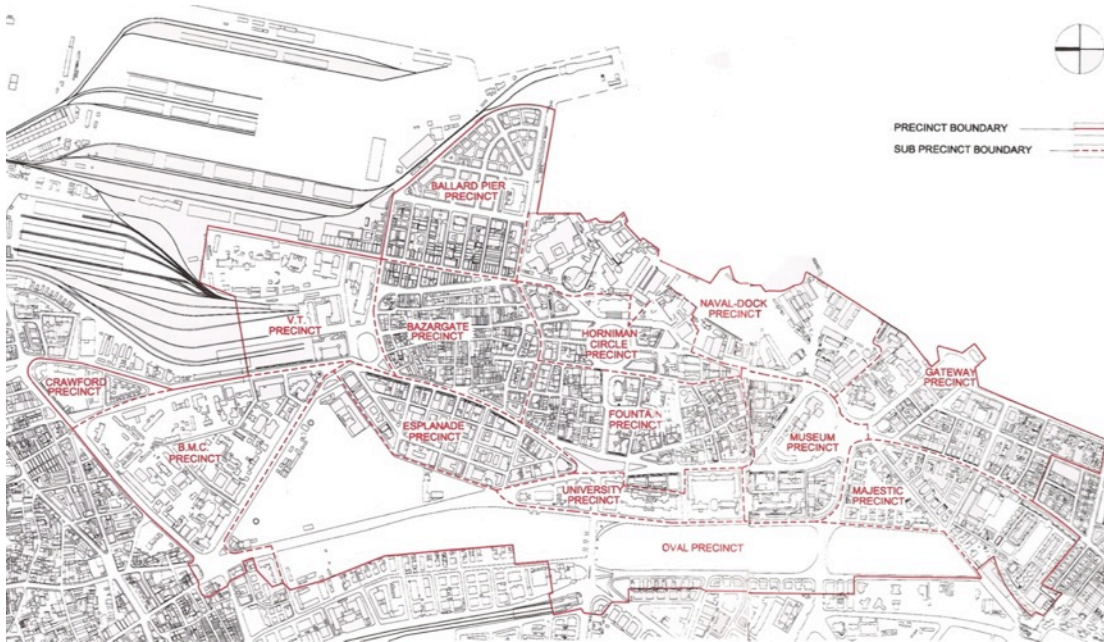 PRECINCT BOUNDARY
SUB PRECINCT BOUNDARY
BALLARD PIER
PRECINCT
NAVAL-DOCK
PRECINCT
V.T.
PRECINCT
BAZARGATE
PRECINCT
HORNIMAN
CIRCLE
PRECINCT
GATEWAY
PRECINCT
CRAWFORD
PRECINCT
ESPLANADE
PRECINCT
FOUNTAIN
PRECINCT
MUSEUM
PRECINCT
B.M.C.
PRECINCT
UNIVERSITY
PRECINCT
MAJESTIC
PRECINCT
OVAL PRECINCT